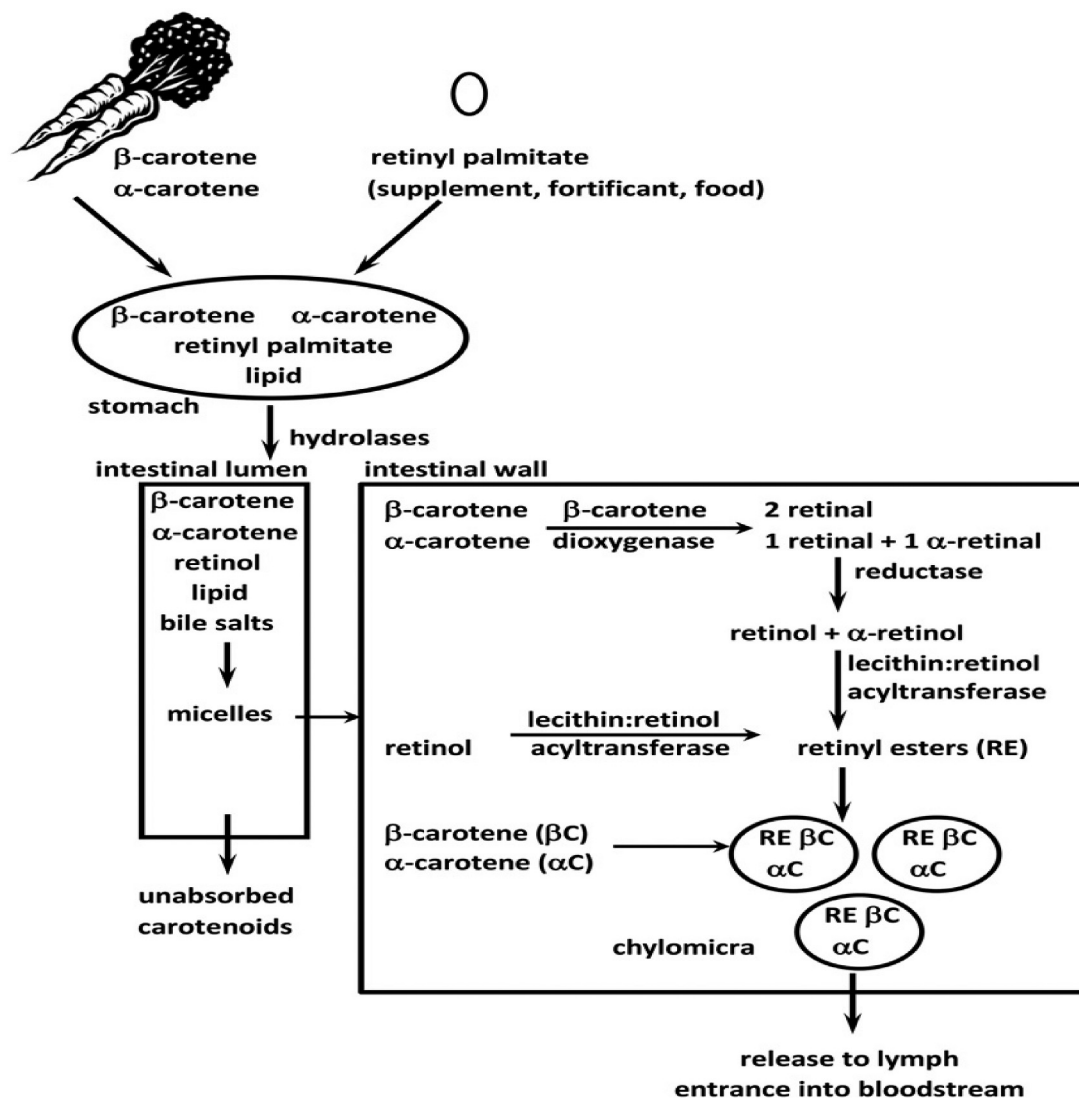 β-carotene
α-carotene
retinyl palmitate
(supplement, fortificant, food)
β-carotene α-carotene
retinyl palmitate
lipid
stomach
hydrolases
intestinal lumen
β-carotene
α-carotene
retinol
lipid
bile salts
micelles
unabsorbed
carotenoids
intestinal wall
β-carotene
α-carotene
β-carotene
dioxygenase
2 retinal
1 retinal + 1 α-retinal
reductase
retinol + α-retinol
lecithin:retinol
acyltransferase
retinol
lecithin:retinol
acyltransferase
retinyl esters (RE)
β-carotene (βC)
α-carotene (αC)
RE βC
αC
RE βC
αC
RE βC
αC
chylomicra
release to lymph
entrance into bloodstream